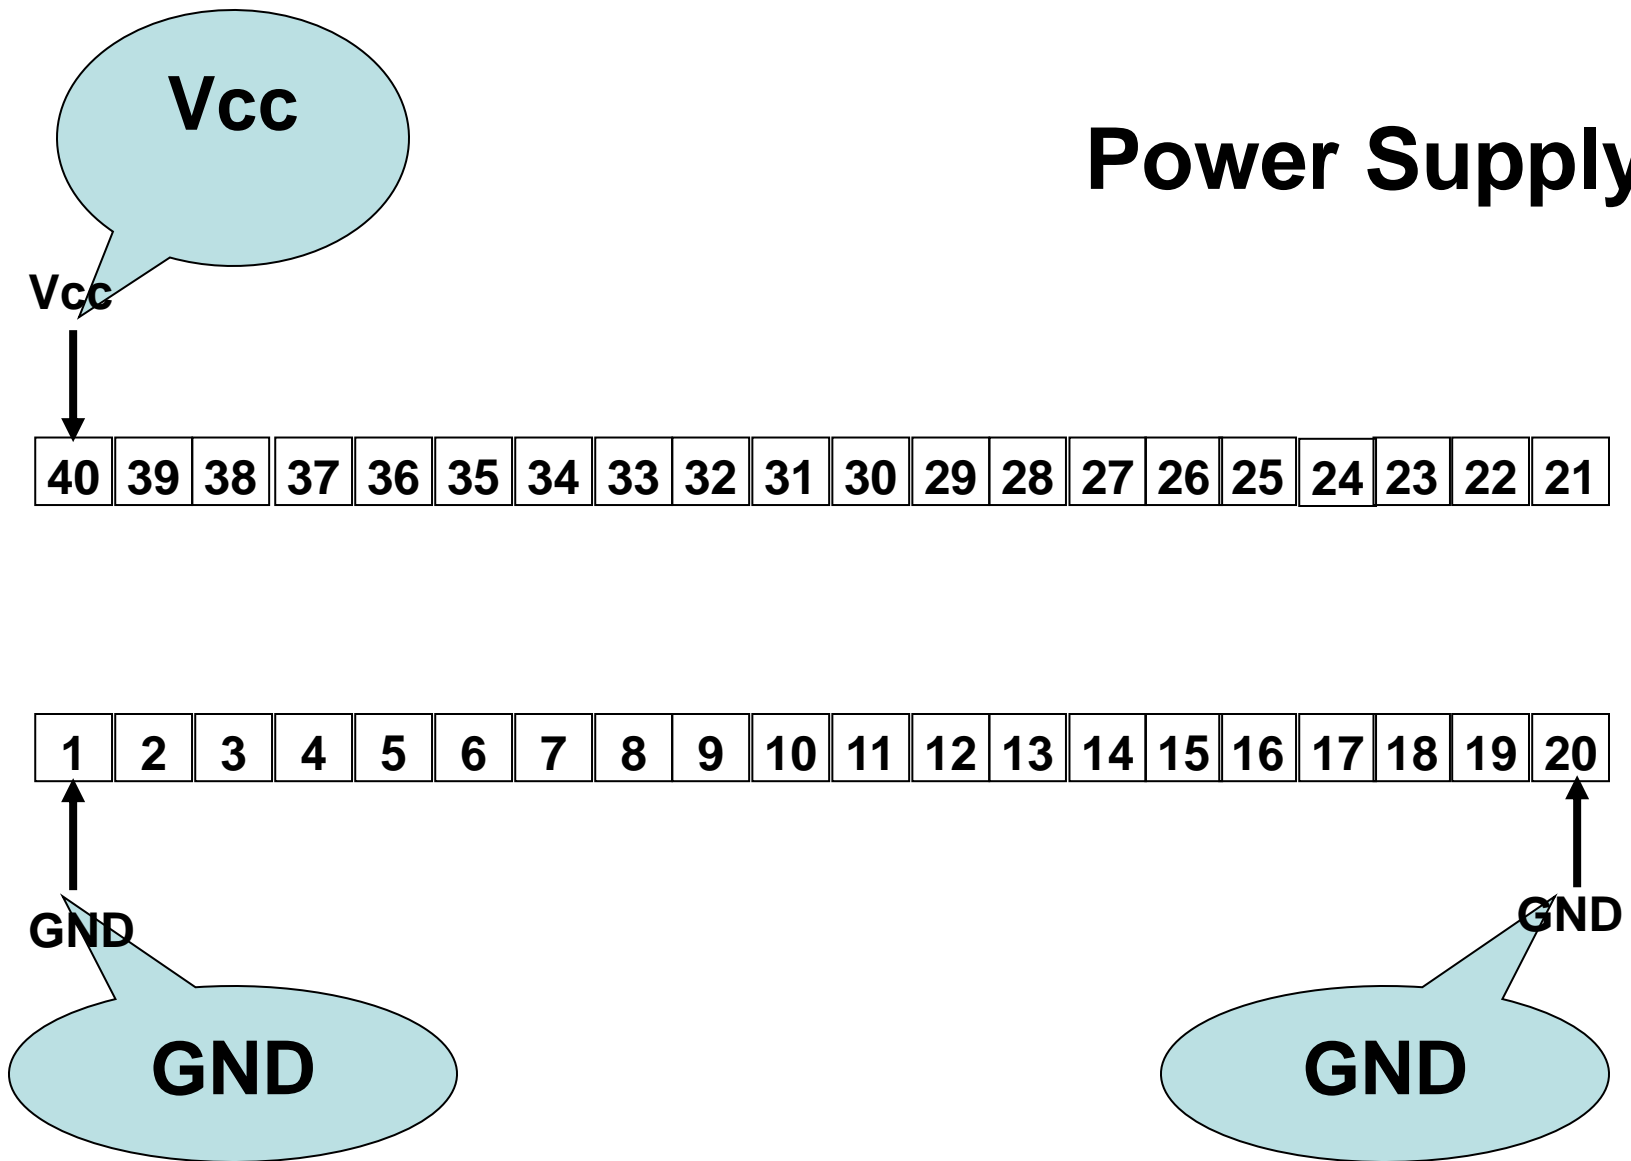 Vcc
Power Supply
Vcc
40 39 38 37 36 35 34 33 32 31 30 29 28 27 26 25 24 23 22 21
1 2 3 4 5 6 7 8 9 10 11 12 13 14 15 16 17 18 19 20
GND GND
GND GND